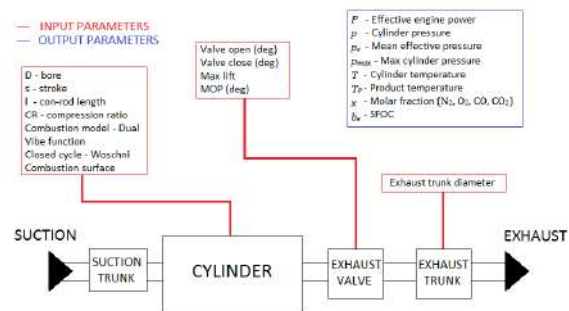 INPUT PARAMETERS
OUTPUT PARAMETERS
D - bore
s - stroke
l - con-rod length
CR - compression ratio
Combustion model - Dual
Vibe function
Closed cycle - Woschni
Combustion surface
Valve open (deg)
Valve close (deg)
Max lift
MOP (deg)
P - Effective engine power
p - Cylinder pressure
pₑ - Mean effective pressure
pₘₐₓ - Max cylinder pressure
T - Cylinder temperature
Tₚ - Product temperature
x - Molar fraction (N₂, O₂, CO, CO₂)
bₑ - SFOC
Exhaust trunk diameter
SUCTION
SUCTION
TRUNK
CYLINDER
EXHAUST
VALVE
EXHAUST
TRUNK
EXHAUST